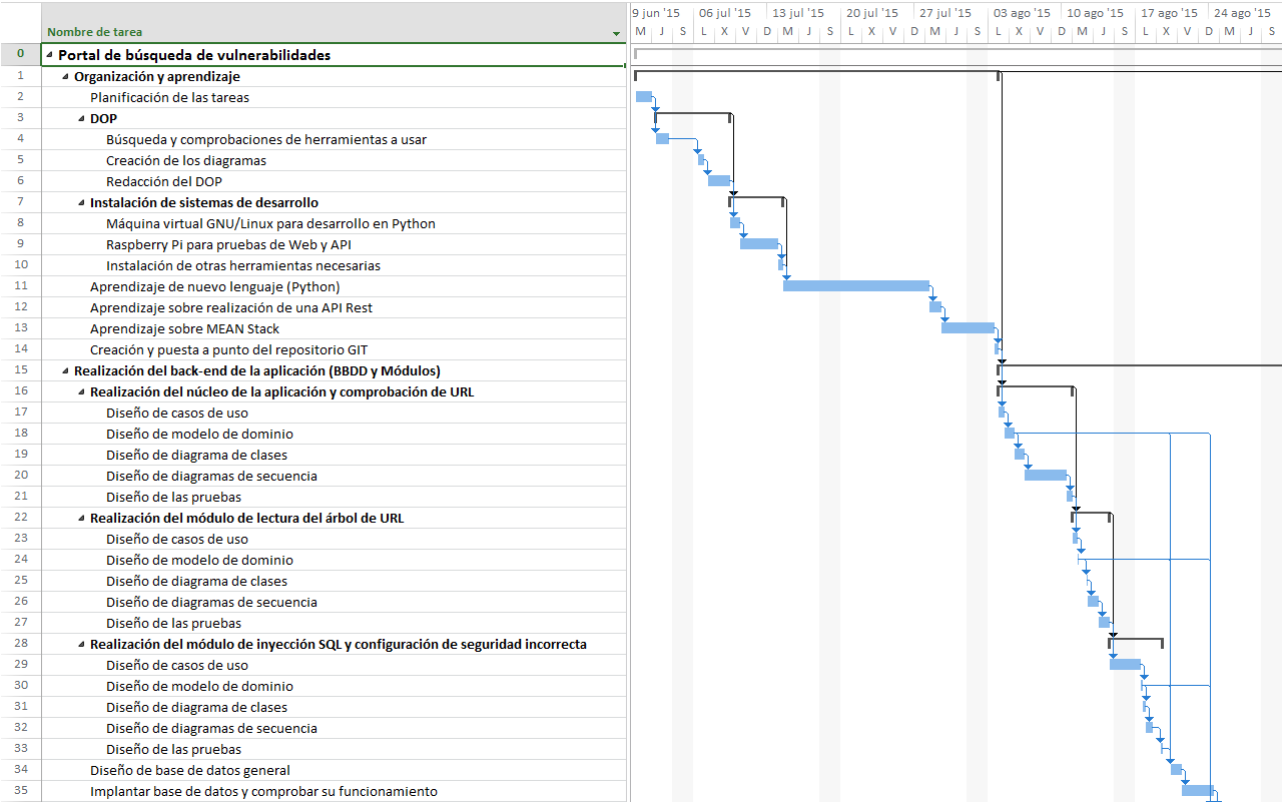 Nombre de tarea
9 jun '15 06 jul '15 13 jul '15 20 jul '15 27 jul '15 03 ago '15 10 ago '15 17 ago '15 24 ago '15
M J S L X V D M J S L X V D M J S L X V D M J S L X V D M J S
0 Portal de búsqueda de vulnerabilidades
1 Organización y aprendizaje
2 Planificación de las tareas
3 DOP
4 Búsqueda y comprobaciones de herramientas a usar
5 Creación de los diagramas
6 Redacción del DOP
7 Instalación de sistemas de desarrollo
8 Máquina virtual GNU/Linux para desarrollo en Python
9 Raspberry Pi para pruebas de Web y API
10 Instalación de otras herramientas necesarias
11 Aprendizaje de nuevo lenguaje (Python)
12 Aprendizaje sobre realización de una API Rest
13 Aprendizaje sobre MEAN Stack
14 Creación y puesta a punto del repositorio GIT
15 Realización del back-end de la aplicación (BBDD y Módulos)
16 Realización del núcleo de la aplicación y comprobación de URL
17 Diseño de casos de uso
18 Diseño de modelo de dominio
19 Diseño de diagrama de clases
20 Diseño de diagramas de secuencia
21 Diseño de las pruebas
22 Realización del módulo de lectura del árbol de URL
23 Diseño de casos de uso
24 Diseño de modelo de dominio
25 Diseño de diagrama de clases
26 Diseño de diagramas de secuencia
27 Diseño de las pruebas
28 Realización del módulo de inyección SQL y configuración de seguridad incorrecta
29 Diseño de casos de uso
30 Diseño de modelo de dominio
31 Diseño de diagrama de clases
32 Diseño de diagramas de secuencia
33 Diseño de las pruebas
34 Diseño de base de datos general
35 Implantar base de datos y comprobar su funcionamiento